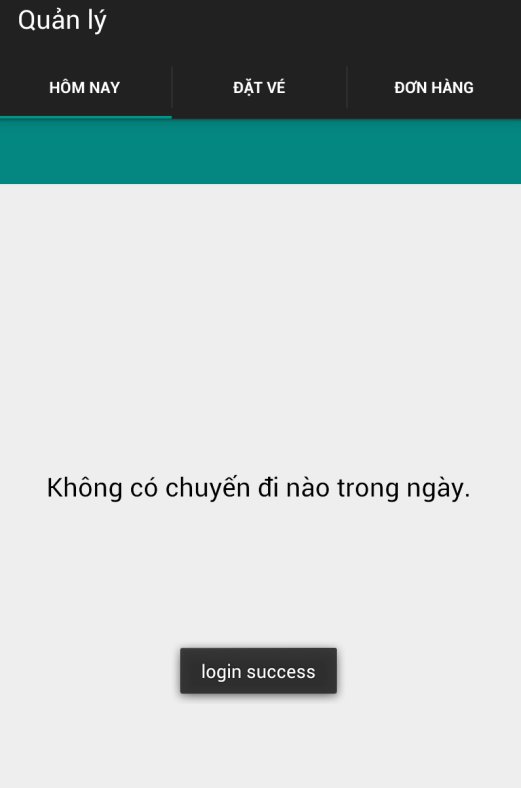 Quản lý
HÔM NAY
ĐẶT VÉ
ĐƠN HÀNG
Không có chuyến đi nào trong ngày.
login success